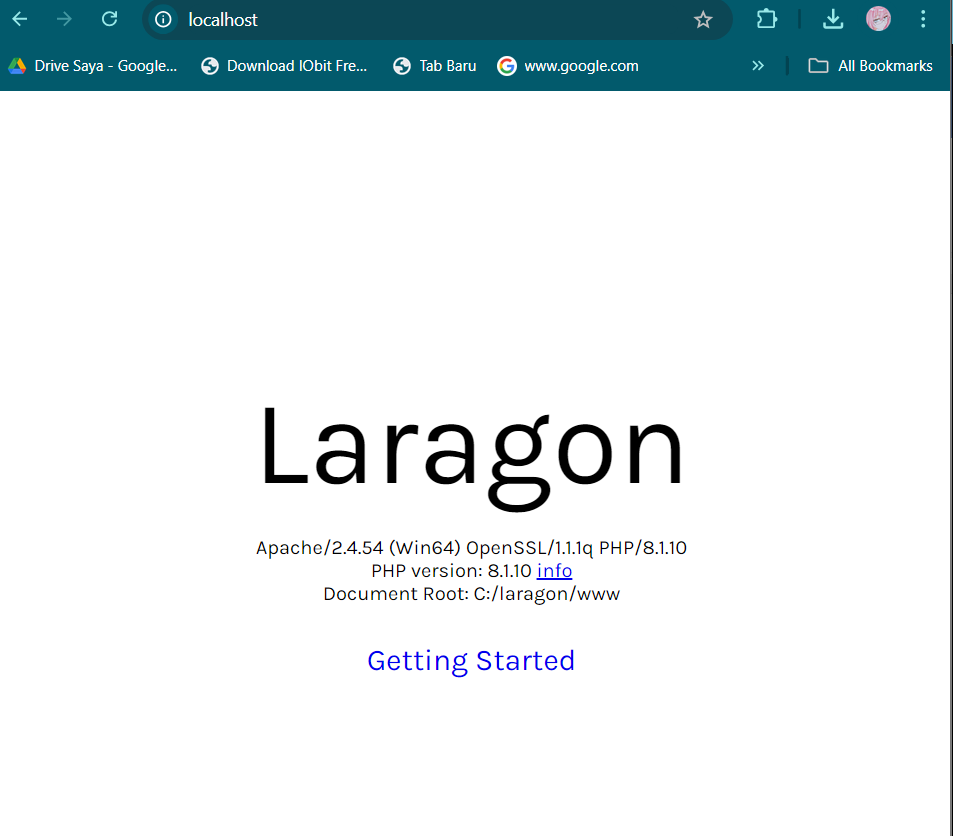 localhost
Drive Saya - Google... Download IObit Fre... Tab Baru www.google.com » All Bookmarks
Laragon
Apache/2.4.54 (Win64) OpenSSL/1.1.1q PHP/8.1.10
PHP version: 8.1.10 info
Document Root: C:/laragon/www
Getting Started